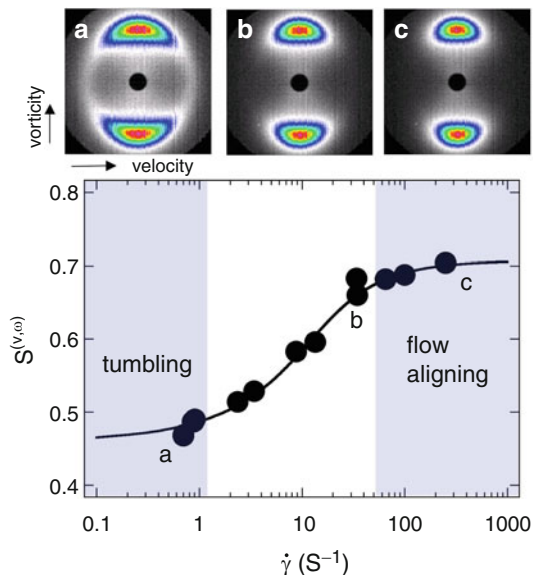 a b c
vorticity
velocity
0.8
0.7
0.6
0.5
0.4
S(v,ω)
tumbling
flow
aligning
a
b
c
0.1 1 10 100 1000
γ̇ (S⁻¹)